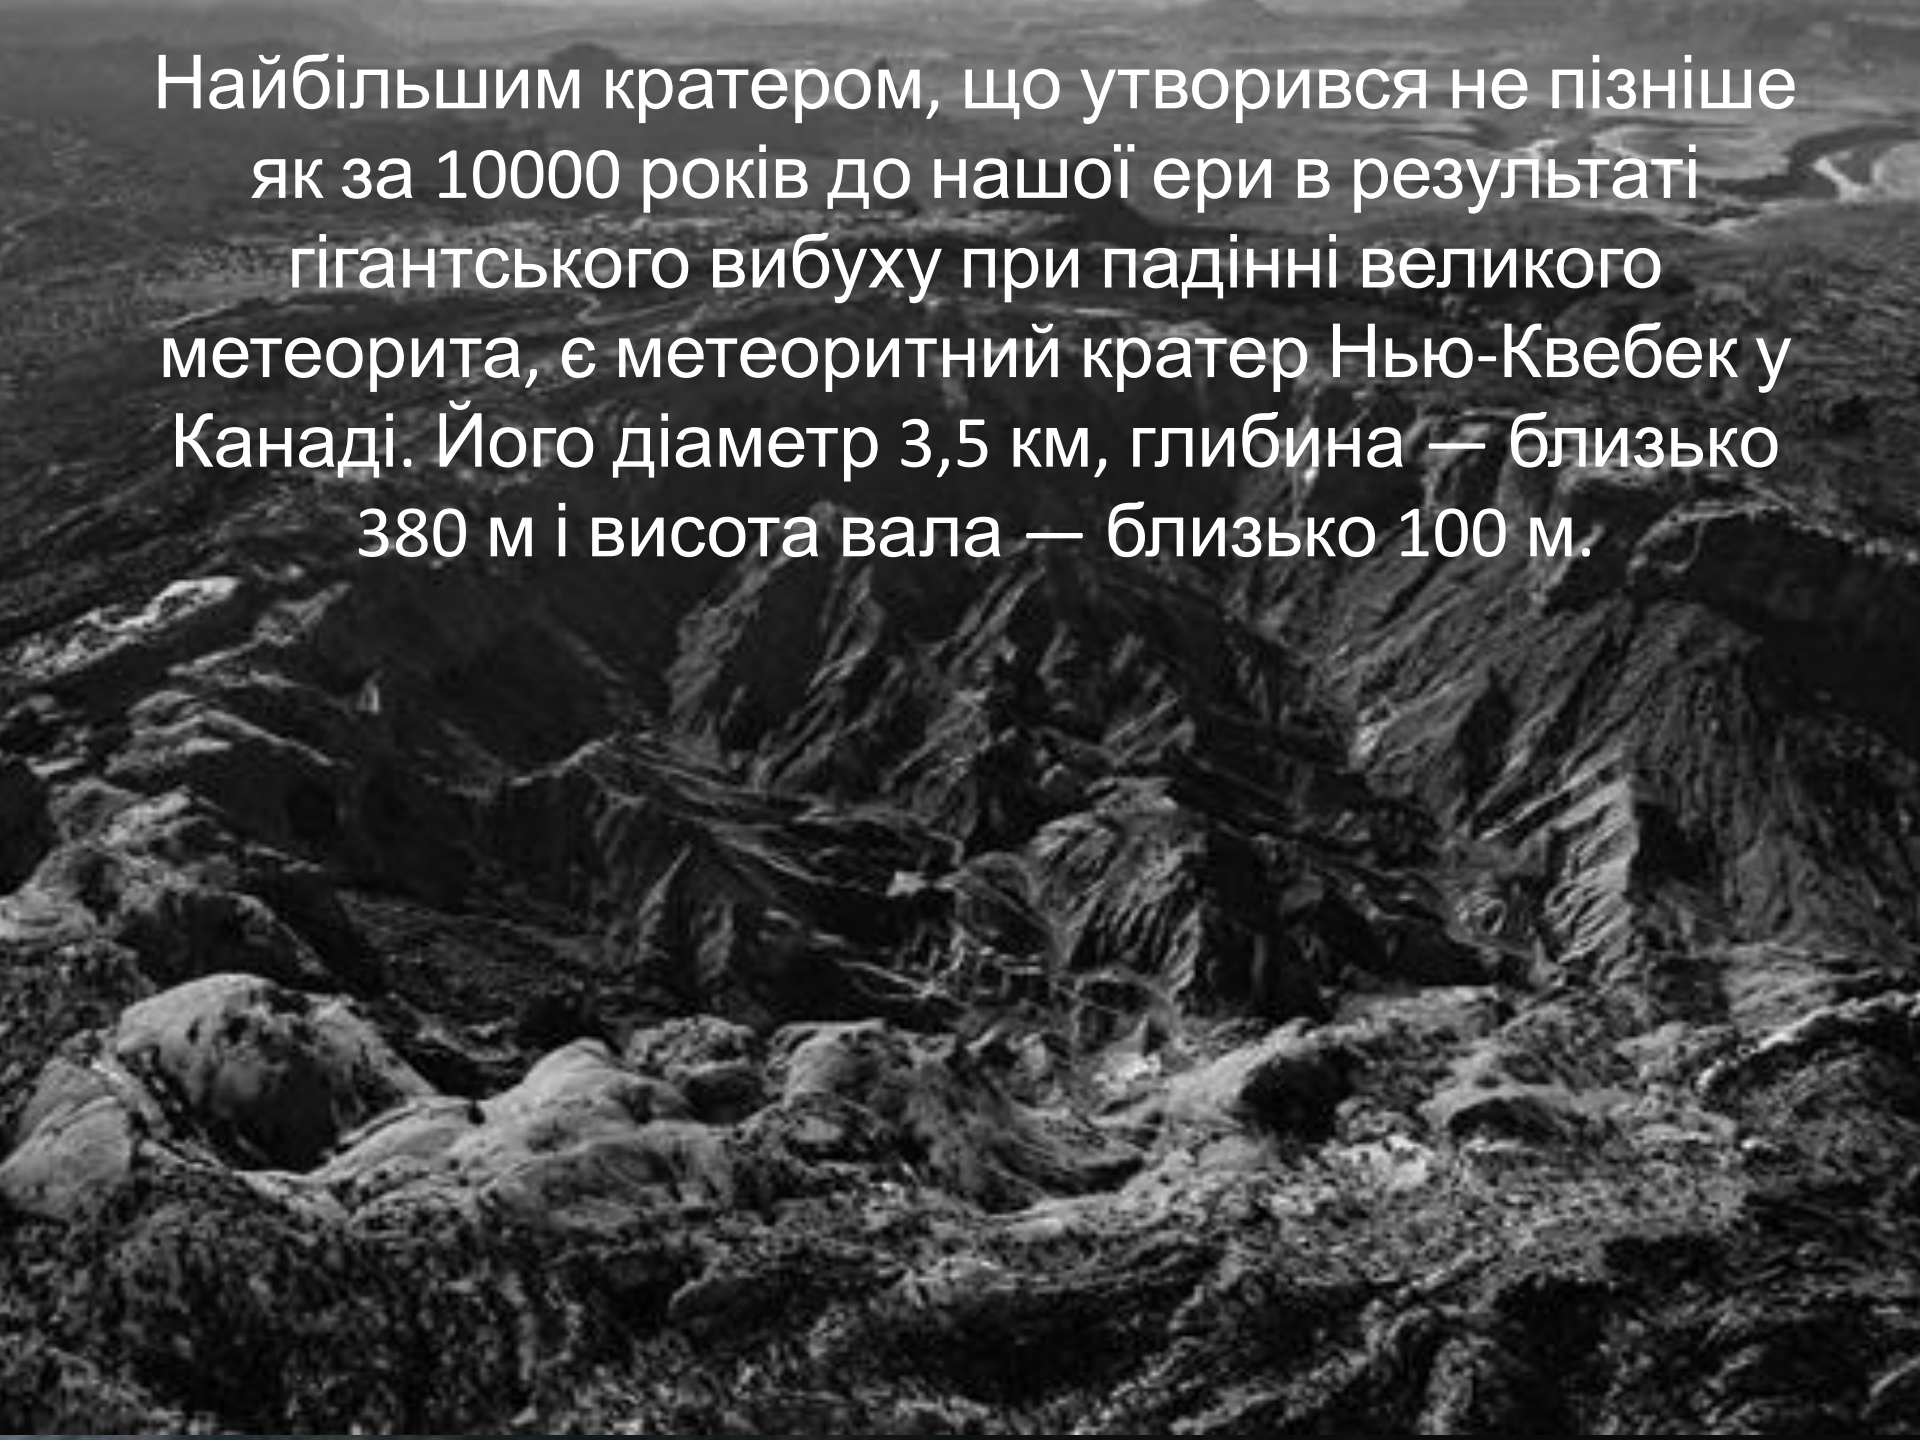 Найбільшим кратером, що утворився не пізніше
як за 10000 років до нашої ери в результаті
гігантського вибуху при падінні великого
метеорита, є метеоритний кратер Нью-Квебек у
Канаді. Його діаметр 3,5 км, глибина — близько
380 м і висота вала — близько 100 м.